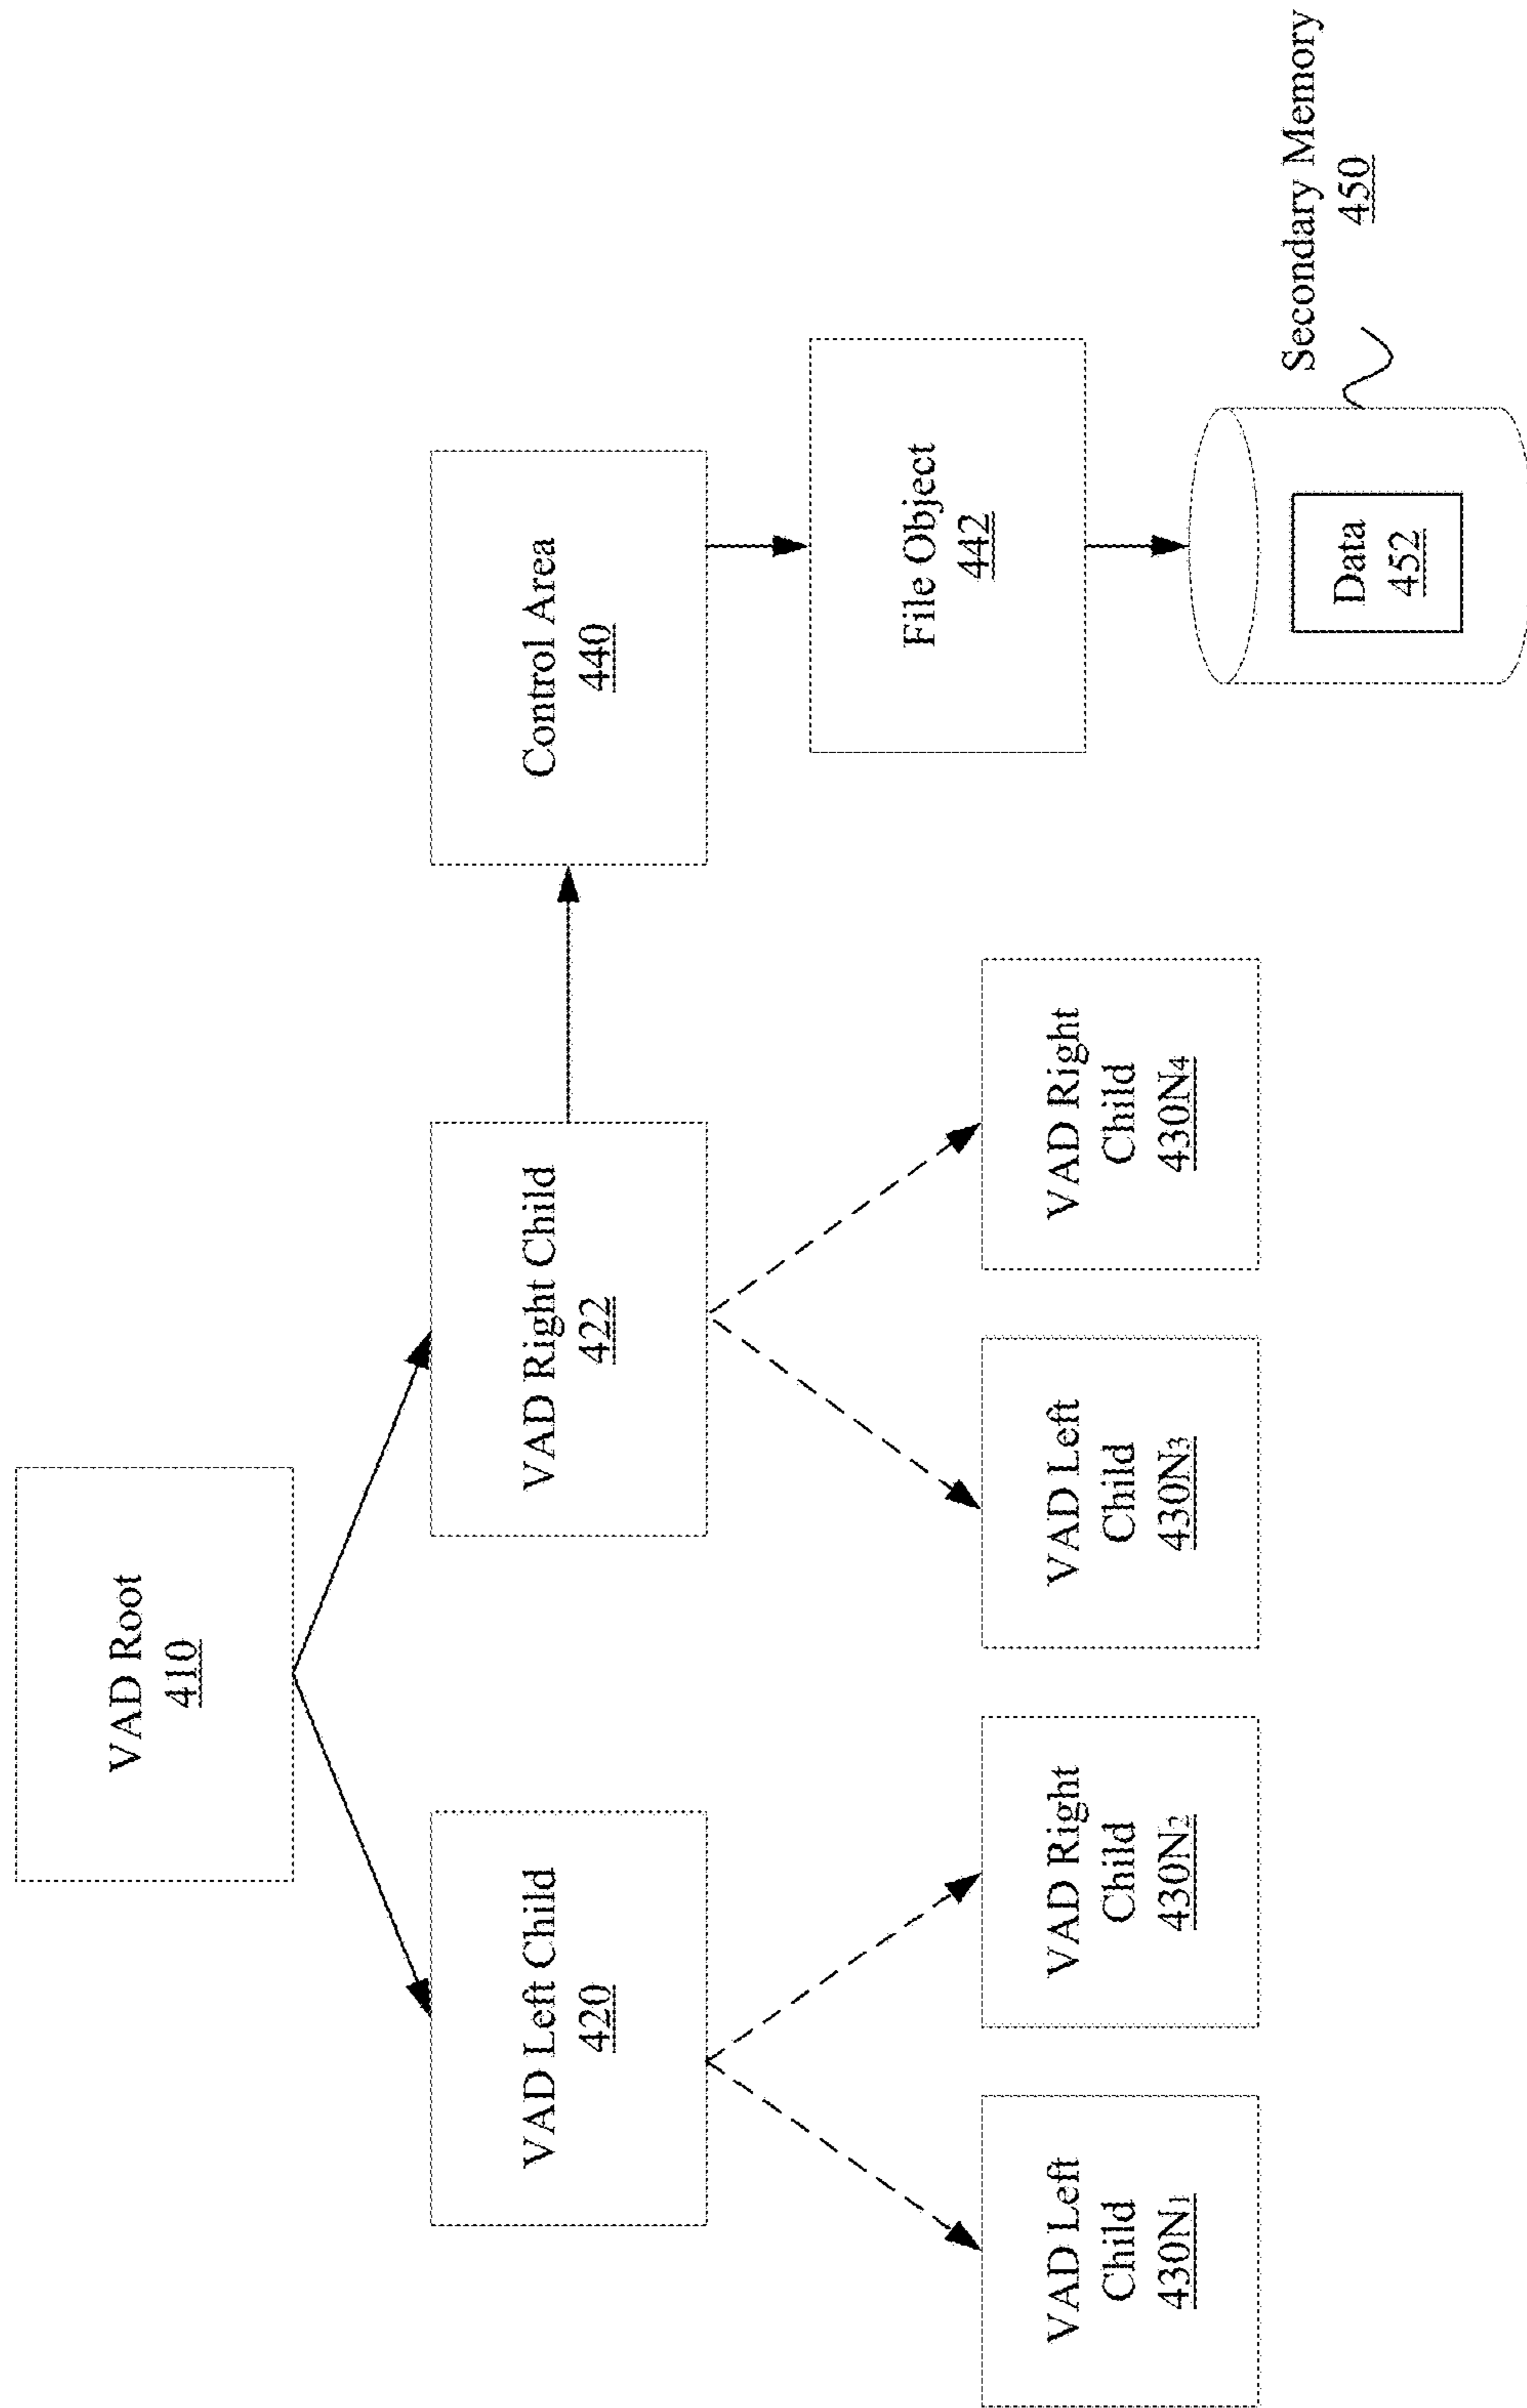 VAD Root
410
VAD Left Child
420
VAD Right Child
422
Control Area
440
VAD Left
Child
430N₁
VAD Right
Child
430N₂
VAD Left
Child
430N₃
VAD Right
Child
430N₄
File Object
442
Data
452
Secondary Memory
450